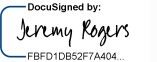 DocuSigned by:
Jeremy Rogers
FBFD1DB52F7A404...